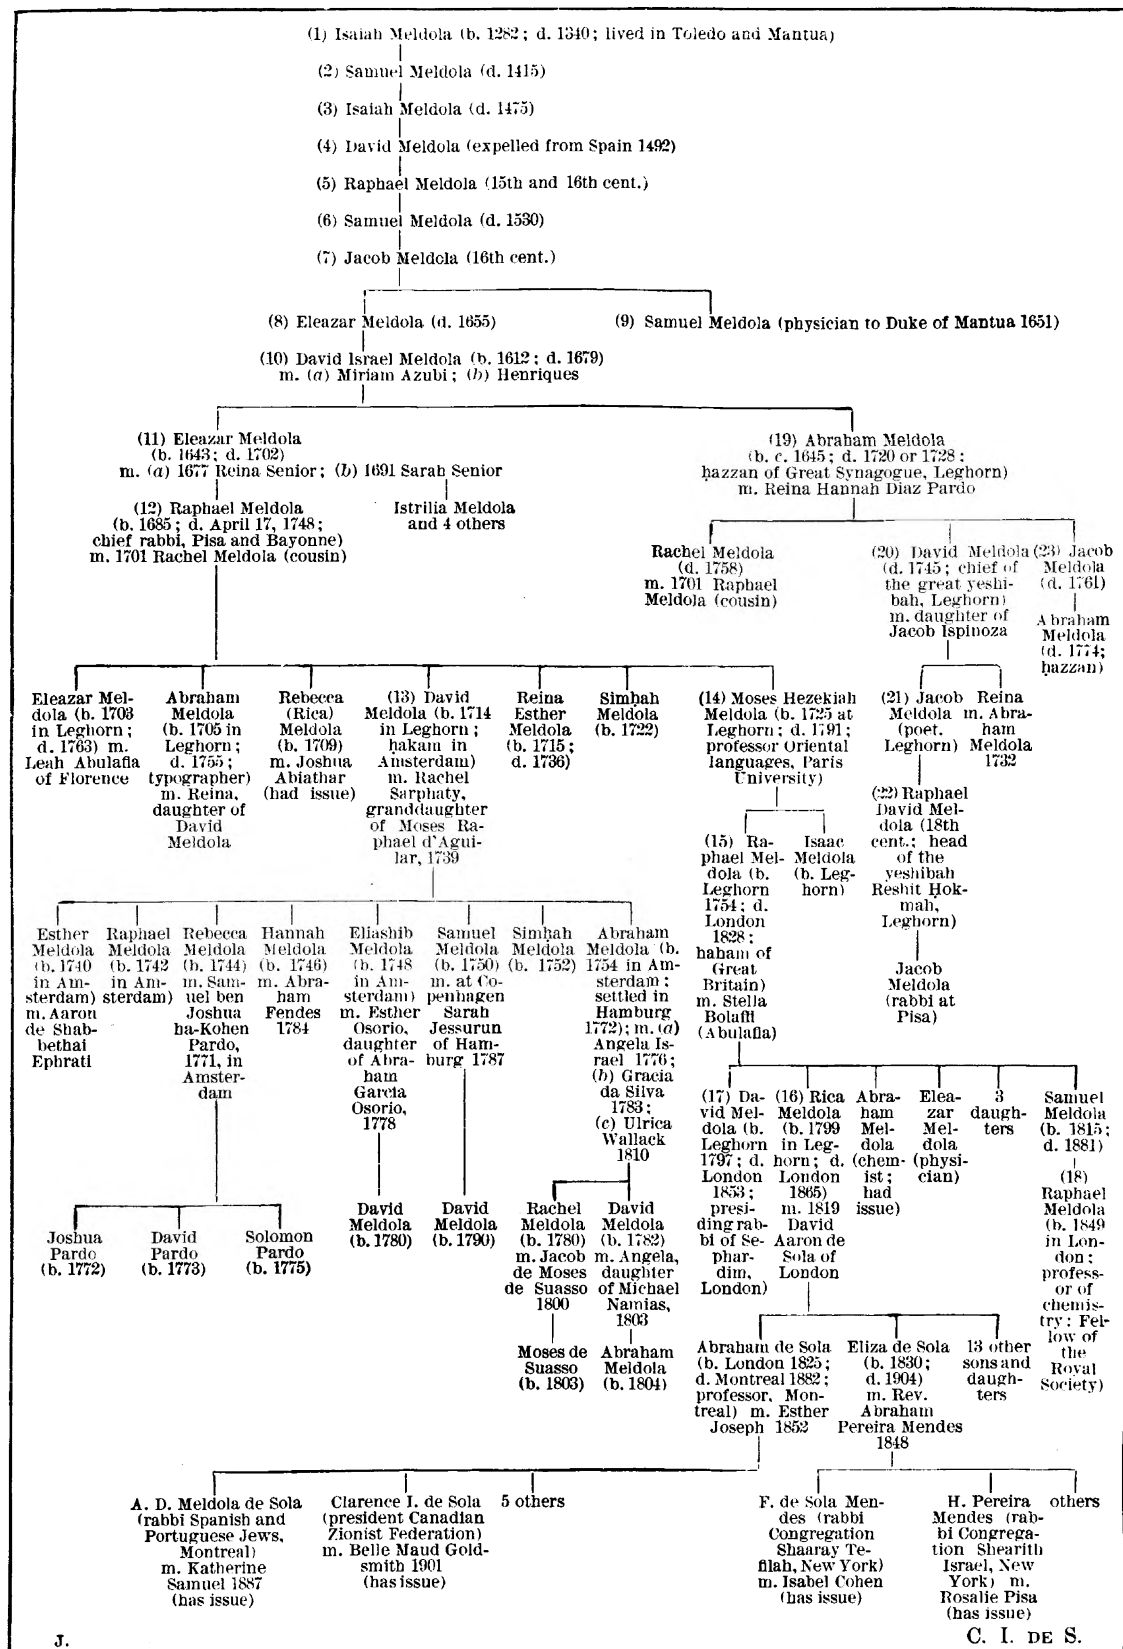 (1) Isaiah Meldola (b. 1282; d. 1340; lived in Toledo and Mantua)
(2) Samuel Meldola (d. 1415)
(3) Isaiah Meldola (d. 1475)
(4) David Meldola (expelled from Spain 1492)
(5) Raphael Meldola (15th and 16th cent.)
(6) Samuel Meldola (d. 1530)
(7) Jacob Meldola (16th cent.)
(8) Eleazar Meldola (d. 1655)
(9) Samuel Meldola (physician to Duke of Mantua 1651)
(10) David Israel Meldola (b. 1612; d. 1679)
m. (a) Miriam Azubi; (b) Henriques
(11) Eleazar Meldola
(b. 1643; d. 1702)
m. (a) 1677 Reina Senior; (b) 1691 Sarah Senior
(19) Abraham Meldola
(b. c. 1645; d. 1720 or 1728;
ḥazzan of Great Synagogue, Leghorn)
m. Reina Hannah Diaz Pardo
(12) Raphael Meldola
(b. 1685; d. April 17, 1748;
chief rabbi, Pisa and Bayonne)
m. 1701 Rachel Meldola (cousin)
Istrilia Meldola
and 4 others
Rachel Meldola
(d. 1758)
m. 1701 Raphael
Meldola (cousin)
(20) David Meldola
(d. 1745; chief of
the great yeshi-
bah, Leghorn)
m. daughter of
Jacob Ispinoza
(23) Jacob
Meldola
(d. 1761)
Abraham
Meldola
(d. 1774;
ḥazzan)
Eleazar Mel-
dola (b. 1703
in Leghorn;
d. 1763) m.
Leah Abulafia
of Florence
Abraham
Meldola
(b. 1705 in
Leghorn;
d. 1755;
typographer)
m. Reina,
daughter of
David
Meldola
Rebecca
(Rica)
Meldola
(b. 1709)
m. Joshua
Abiathar
(had issue)
(13) David
Meldola (b. 1714
in Leghorn;
ḥakam in
Amsterdam)
m. Rachel
Sarphaty,
granddaughter
of Moses Ra-
phael d'Agui-
lar, 1739
Reina
Esther
Meldola
(b. 1715;
d. 1736)
Simḥah
Meldola
(b. 1722)
(14) Moses Hezekiah
Meldola (b. 1725 at
Leghorn; d. 1791;
professor Oriental
languages, Paris
University)
(21) Jacob
Meldola
(poet.
Leghorn)
Reina
m. Abra-
ham
Meldola
1732
(15) Ra-
phael Mel-
dola (b.
Leghorn
1754; d.
London
1828;
haham of
Great
Britain)
m. Stella
Bolaffi
(Abulafia)
Isaac
Meldola
(b. Leg-
horn)
(22) Raphael
David Mel-
dola (18th
cent.; head
of the
yeshibah
Reshit Ḥok-
mah,
Leghorn)
Jacob
Meldola
(rabbi at
Pisa)
Esther
Meldola
(b. 1740
in Am-
sterdam)
m. Aaron
de Shab-
bethai
Ephrati
Raphael
Meldola
(b. 1742
in Am-
sterdam)
Rebecca
Meldola
(b. 1744)
m. Sam-
uel ben
Joshua
ha-Kohen
Pardo,
1771, in
Amster-
dam
Hannah
Meldola
(b. 1746)
m. Abra-
ham
Fendes
1784
Eliashib
Meldola
(b. 1748
in Am-
sterdam)
m. Esther
Osorio,
daughter
of Abra-
ham
Garcia
Osorio,
1778
Samuel
Meldola
(b. 1750)
m. at Co-
penhagen
Sarah
Jessurun
of Ham-
burg 1787
Simḥah
Meldola
(b. 1752)
Abraham
Meldola (b.
1754 in Am-
sterdam;
settled in
Hamburg
1772); m. (a)
Angela Is-
rael 1776;
(b) Gracia
da Silva
1783;
(c) Ulrica
Wallack
1810
(17) Da-
vid Mel-
dola (b.
Leghorn
1797; d.
London
1853;
presi-
ding rab-
bi of Se-
phar-
dim,
London)
(16) Rica
Meldola
(b. 1799
in Leg-
horn; d.
London
1865)
m. 1819
David
Aaron de
Sola of
London
Abra-
ham
Mel-
dola
(chem-
ist;
had
issue)
Elea-
zar
Mel-
dola
(physi-
cian)
3
daugh-
ters
Samuel
Meldola
(b. 1815;
d. 1881)
(18)
Raphael
Meldola
(b. 1849
in Lon-
don;
profess-
or of
chemis-
try; Fel-
low of
the
Royal
Society)
Joshua
Pardo
(b. 1772)
David
Pardo
(b. 1773)
Solomon
Pardo
(b. 1775)
David
Meldola
(b. 1780)
David
Meldola
(b. 1790)
Rachel
Meldola
(b. 1780)
m. Jacob
de Moses
de Suasso
1800
David
Meldola
(b. 1782)
m. Angela,
daughter
of Michael
Namias,
1803
Moses de
Suasso
(b. 1803)
Abraham
Meldola
(b. 1804)
Abraham de Sola
(b. London 1825;
d. Montreal 1882;
professor, Mon-
treal) m. Esther
Joseph 1852
Eliza de Sola
(b. 1830;
d. 1904)
m. Rev.
Abraham
Pereira Mendes
1848
13 other
sons and
daugh-
ters
A. D. Meldola de Sola
(rabbi Spanish and
Portuguese Jews,
Montreal)
m. Katherine
Samuel 1887
(has issue)
Clarence I. de Sola
(president Canadian
Zionist Federation)
m. Belle Maud Gold-
smith 1901
(has issue)
5 others
F. de Sola Men-
des (rabbi
Congregation
Shaaray Te-
filah, New York)
m. Isabel Cohen
(has issue)
H. Pereira
Mendes (rab-
bi Congrega-
tion Shearith
Israel, New
York) m.
Rosalie Pisa
(has issue)
others
J.
C. I. DE S.